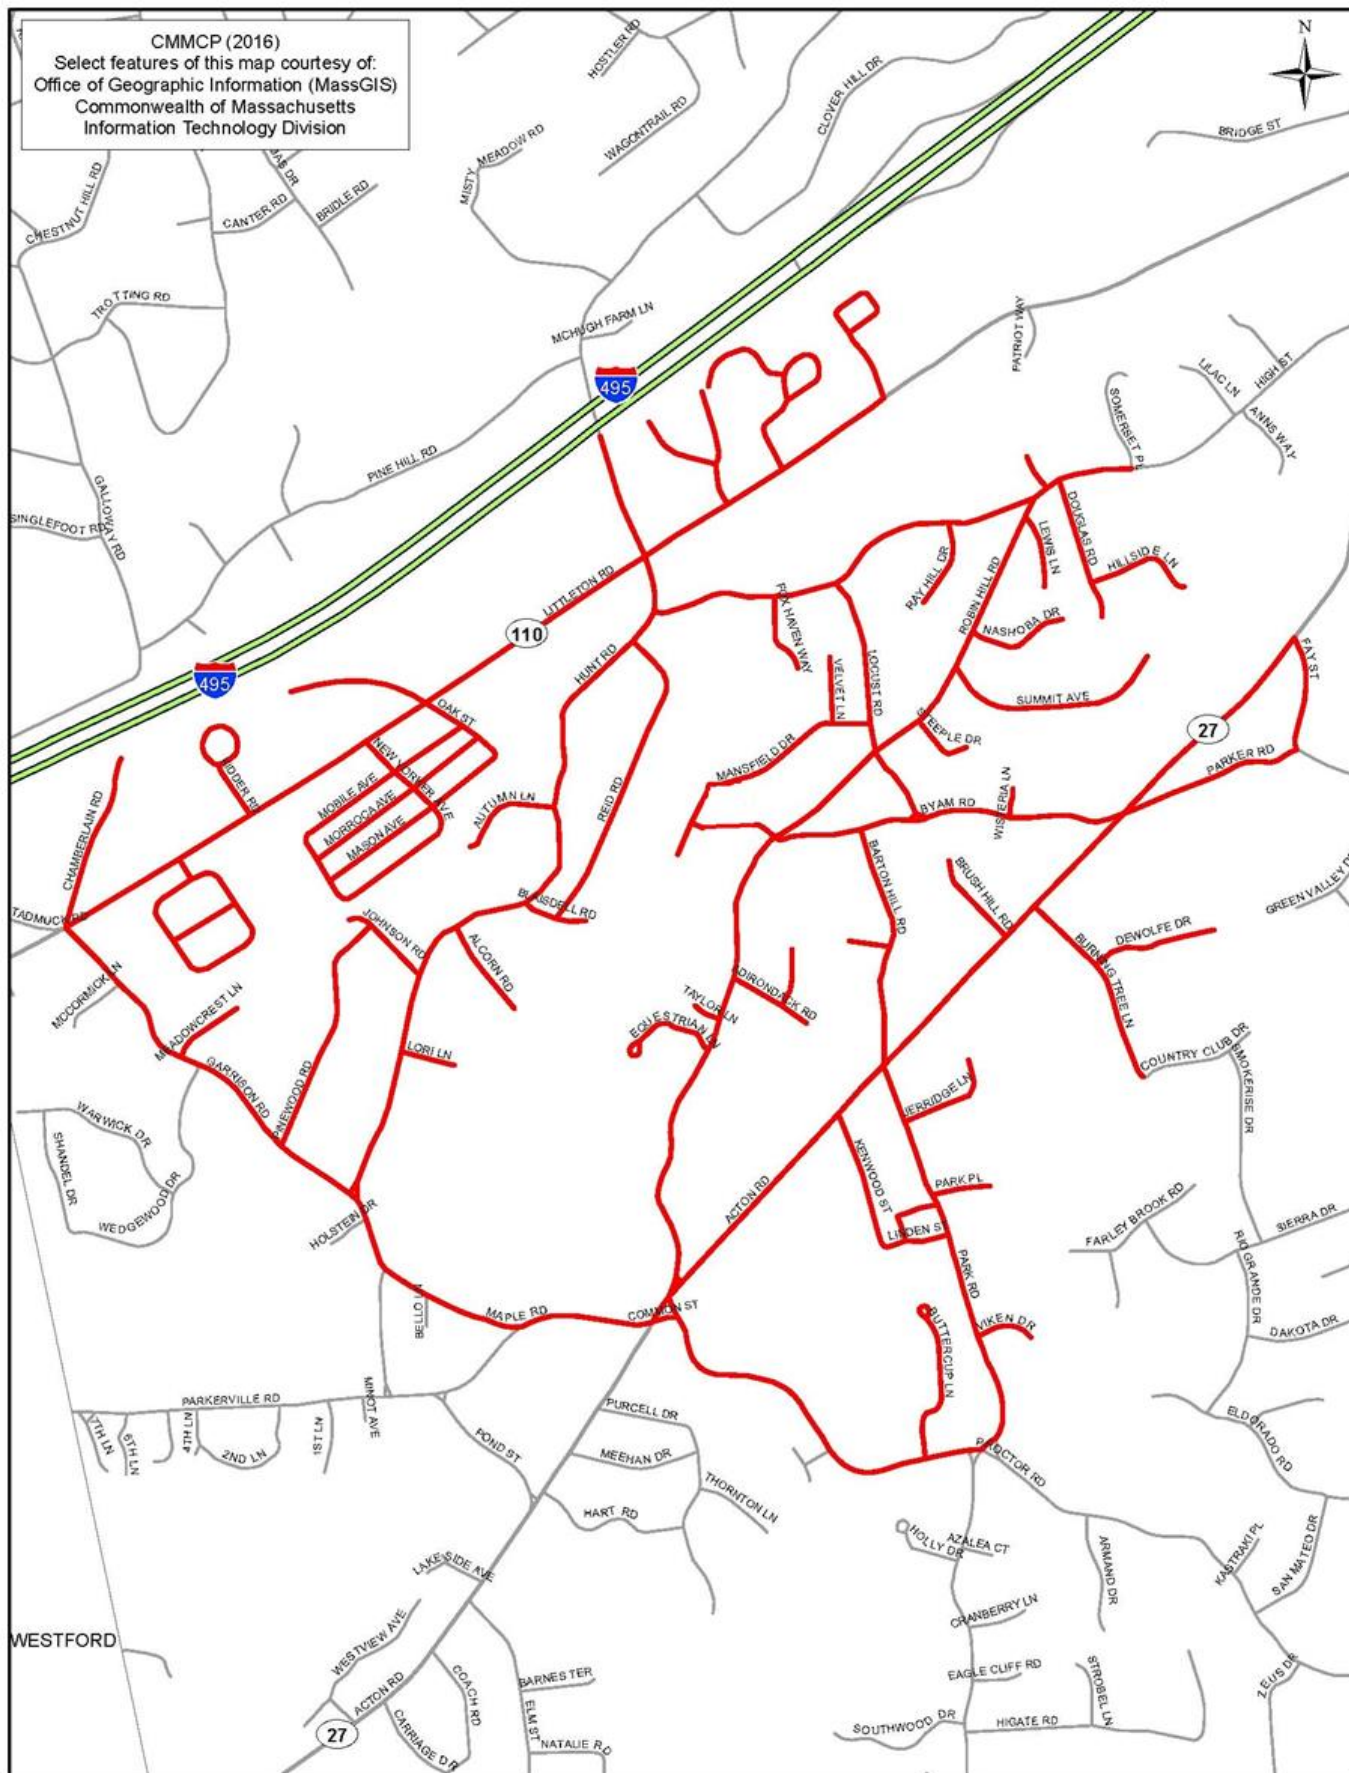 CMMCP (2016)
Select features of this map courtesy of:
Office of Geographic Information (MassGIS)
Commonwealth of Massachusetts
Information Technology Division
N
HOSTLER RD
CLOVER HILL DR
WAGONTRAIL RD
BRIDGE ST
MISTY MEADOW RD
CHESTNUT HILL RD
CANTER RD
BRIDLE RD
TROTTING RD
MCHUGH FARM LN
PATRIOT WAY
495
LILAC LN
HIGH ST
SOMERSET PL
ANNS WAY
PINE HILL RD
GALLOWAY RD
SINGLEFOOT RD
DOUGLAS RD
LEWIS LN
HILLSIDE LN
RAY HILL DR
ROBIN HILL RD
LITTLETON RD
110
FOX HAVEN WAY
NASHOBA DR
HUNT RD
LOCUST RD
VELVET LN
FAY ST
495
SUMMIT AVE
OAK ST
STEEPLE DR
27
NEW YORKER AVE
MANSFIELD DR
PARKER RD
MOBILE AVE
MORROCA AVE
MASON AVE
AUTUMN LN
REID RD
BYAM RD
WISTERIA LN
CHAMBERLAIN RD
BARTON HILL RD
BRUSH HILL RD
GREEN VALLEY
TADMUCK RD
BLAISDELL RD
JOHNSON RD
ALCORN RD
BURNING TREE LN
DEWOLFE DR
MCCORMICK LN
MEADOWCREST LN
ADIRONDACK RD
TAYLOR LN
EQUESTRIAN LN
LORI LN
COUNTRY CLUB DR
SMOKERISE DR
GARRISON RD
PINEWOOD RD
WARWICK DR
SHANDEL DR
WEDGEWOOD DR
KENWOOD ST
PARK PL
ACTON RD
HOLSTEIN DR
LINDEN ST
FARLEY BROOK RD
SIERRA DR
RIO GRANDE DR
PARK RD
BELLO LN
MAPLE RD
COMMON ST
BUTTERCUP LN
VIKEN DR
DAKOTA DR
PARKERVILLE RD
MINOT AVE
PURCELL DR
7TH LN
6TH LN
4TH LN
2ND LN
1ST LN
POND ST
MEEHAN DR
PROCTOR RD
ELDORADO RD
THORNTON LN
HART RD
HOLLY DR
AZALEA CT
ARMAND DR
KASTRAKI PL
SAN MATEO DR
LAKE SIDE AVE
CRANBERRY LN
WESTFORD
WESTVIEW AVE
EAGLE CLIFF RD
STROBEL LN
ZEUS DR
ACTON RD
COACH RD
BARNES TER
ELM ST
27
CARRIAGE DR
NATALIE RD
SOUTHWOOD DR
HIGATE RD